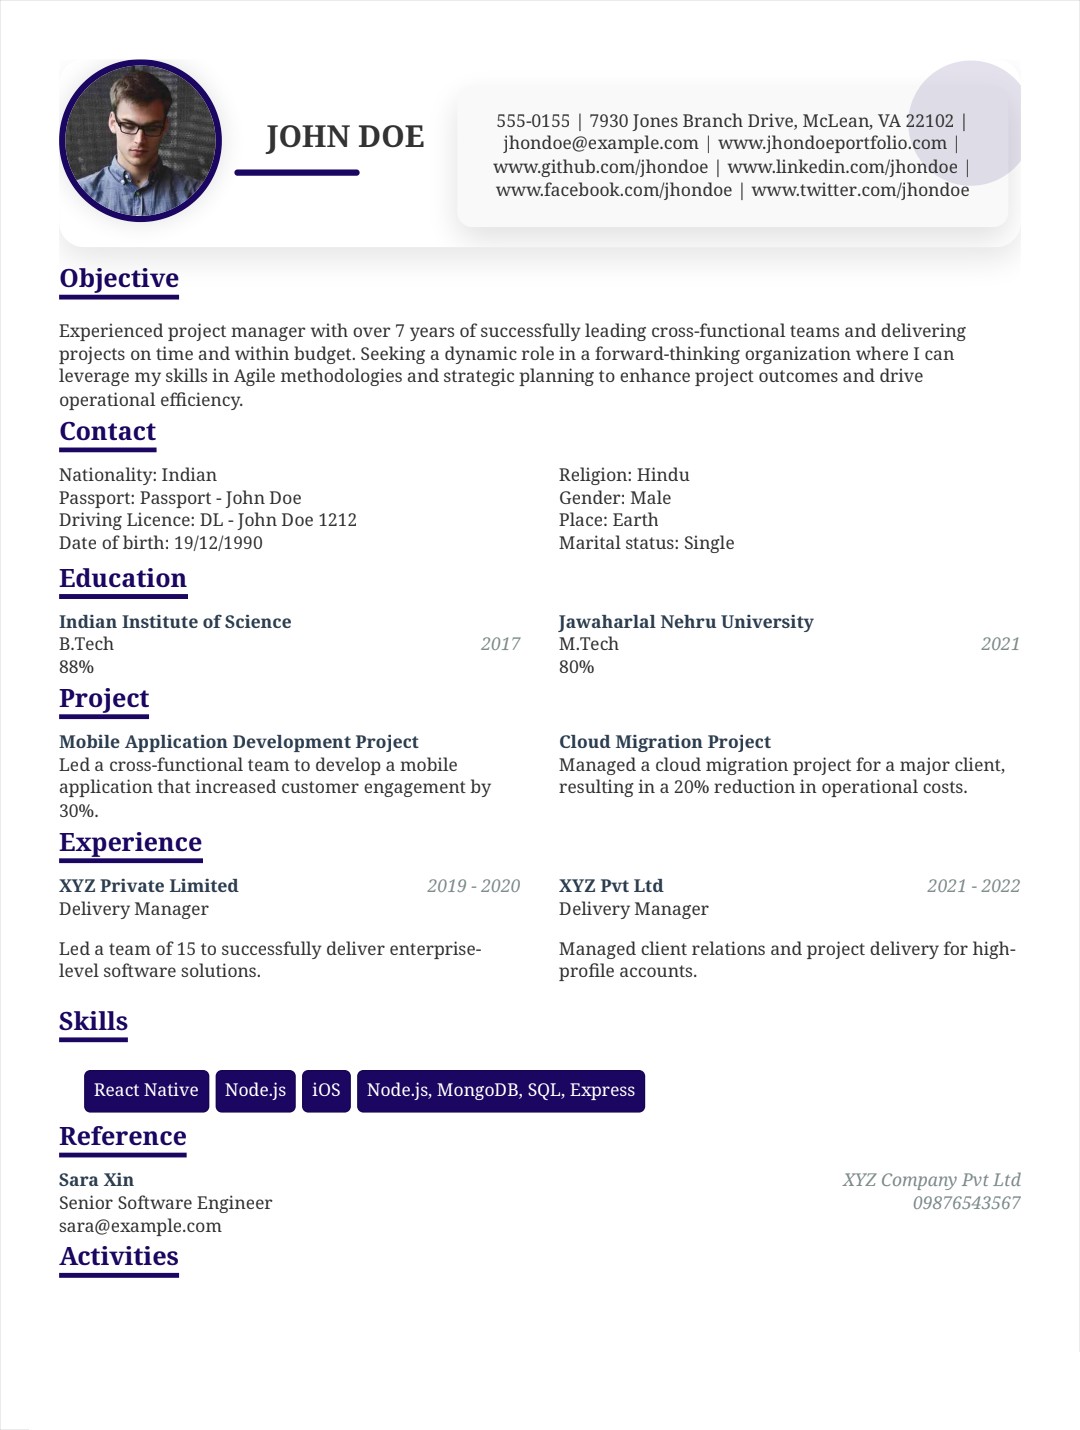 JOHN DOE
555-0155 | 7930 Jones Branch Drive, McLean, VA 22102 |
jhondoe@example.com | www.jhondoeportfolio.com |
www.github.com/jhondoe | www.linkedin.com/jhondoe |
www.facebook.com/jhondoe | www.twitter.com/jhondoe
Objective
Experienced project manager with over 7 years of successfully leading cross-functional teams and delivering
projects on time and within budget. Seeking a dynamic role in a forward-thinking organization where I can
leverage my skills in Agile methodologies and strategic planning to enhance project outcomes and drive
operational efficiency.
Contact
Nationality: Indian
Passport: Passport - John Doe
Driving Licence: DL - John Doe 1212
Date of birth: 19/12/1990
Religion: Hindu
Gender: Male
Place: Earth
Marital status: Single
Education
Indian Institute of Science
B.Tech 2017
88%
Jawaharlal Nehru University
M.Tech 2021
80%
Project
Mobile Application Development Project
Led a cross-functional team to develop a mobile
application that increased customer engagement by
30%.
Cloud Migration Project
Managed a cloud migration project for a major client,
resulting in a 20% reduction in operational costs.
Experience
XYZ Private Limited 2019 - 2020
Delivery Manager
Led a team of 15 to successfully deliver enterprise-
level software solutions.
XYZ Pvt Ltd 2021 - 2022
Delivery Manager
Managed client relations and project delivery for high-
profile accounts.
Skills
React Native Node.js iOS Node.js, MongoDB, SQL, Express
Reference
Sara Xin XYZ Company Pvt Ltd
Senior Software Engineer 09876543567
sara@example.com
Activities